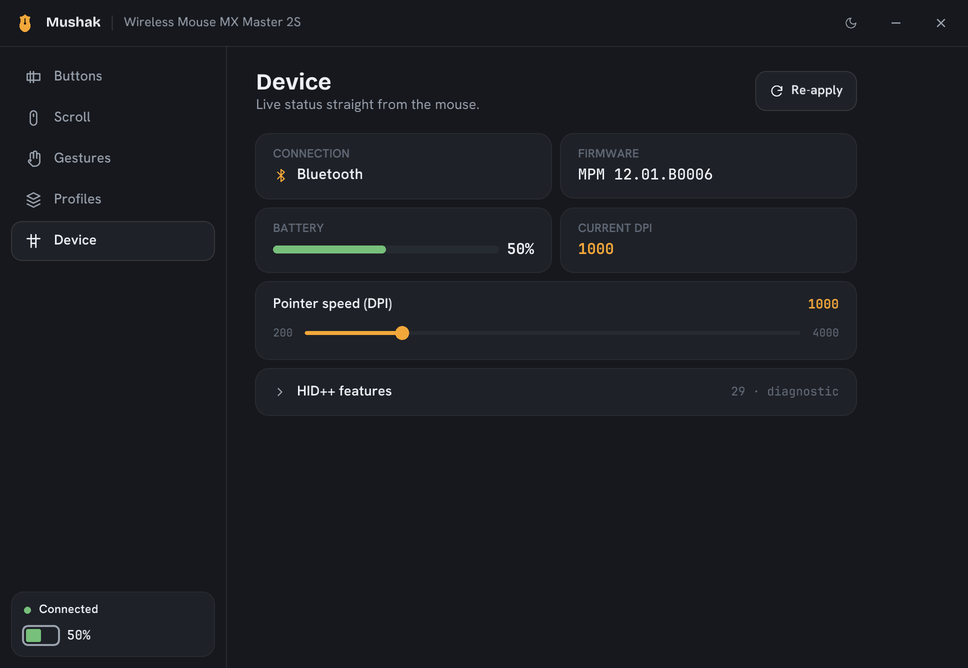 Mushak
Wireless Mouse MX Master 2S
Buttons
Scroll
Gestures
Profiles
Device
Connected
50%
Device
Live status straight from the mouse.
Re-apply
CONNECTION
Bluetooth
FIRMWARE
MPM 12.01.B0006
BATTERY
50%
CURRENT DPI
1000
Pointer speed (DPI)
1000
200
4000
HID++ features
29 · diagnostic